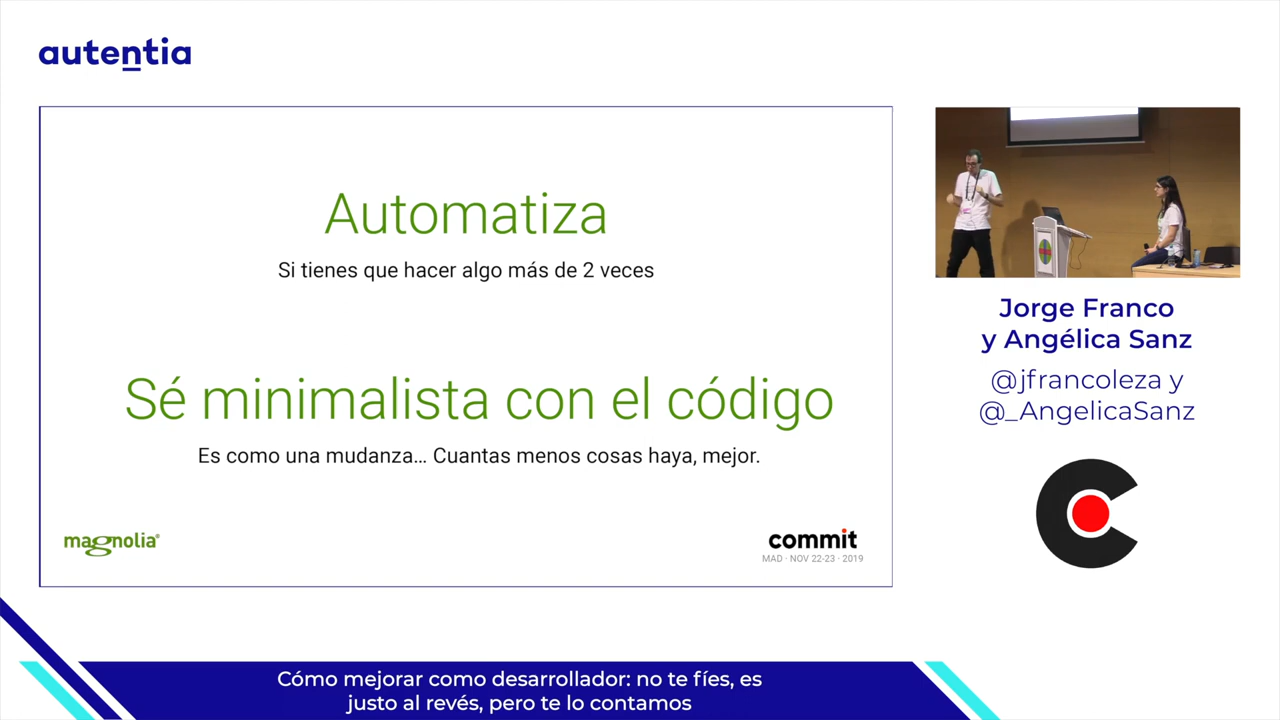 autentia
Automatiza
Si tienes que hacer algo más de 2 veces
Sé minimalista con el código
Es como una mudanza... Cuantas menos cosas haya, mejor.
magnolia®
commit
MAD · NOV 22-23 · 2019
Jorge Franco
y Angélica Sanz
@jfrancoleza y
@_AngelicaSanz
Cómo mejorar como desarrollador: no te fíes, es
justo al revés, pero te lo contamos